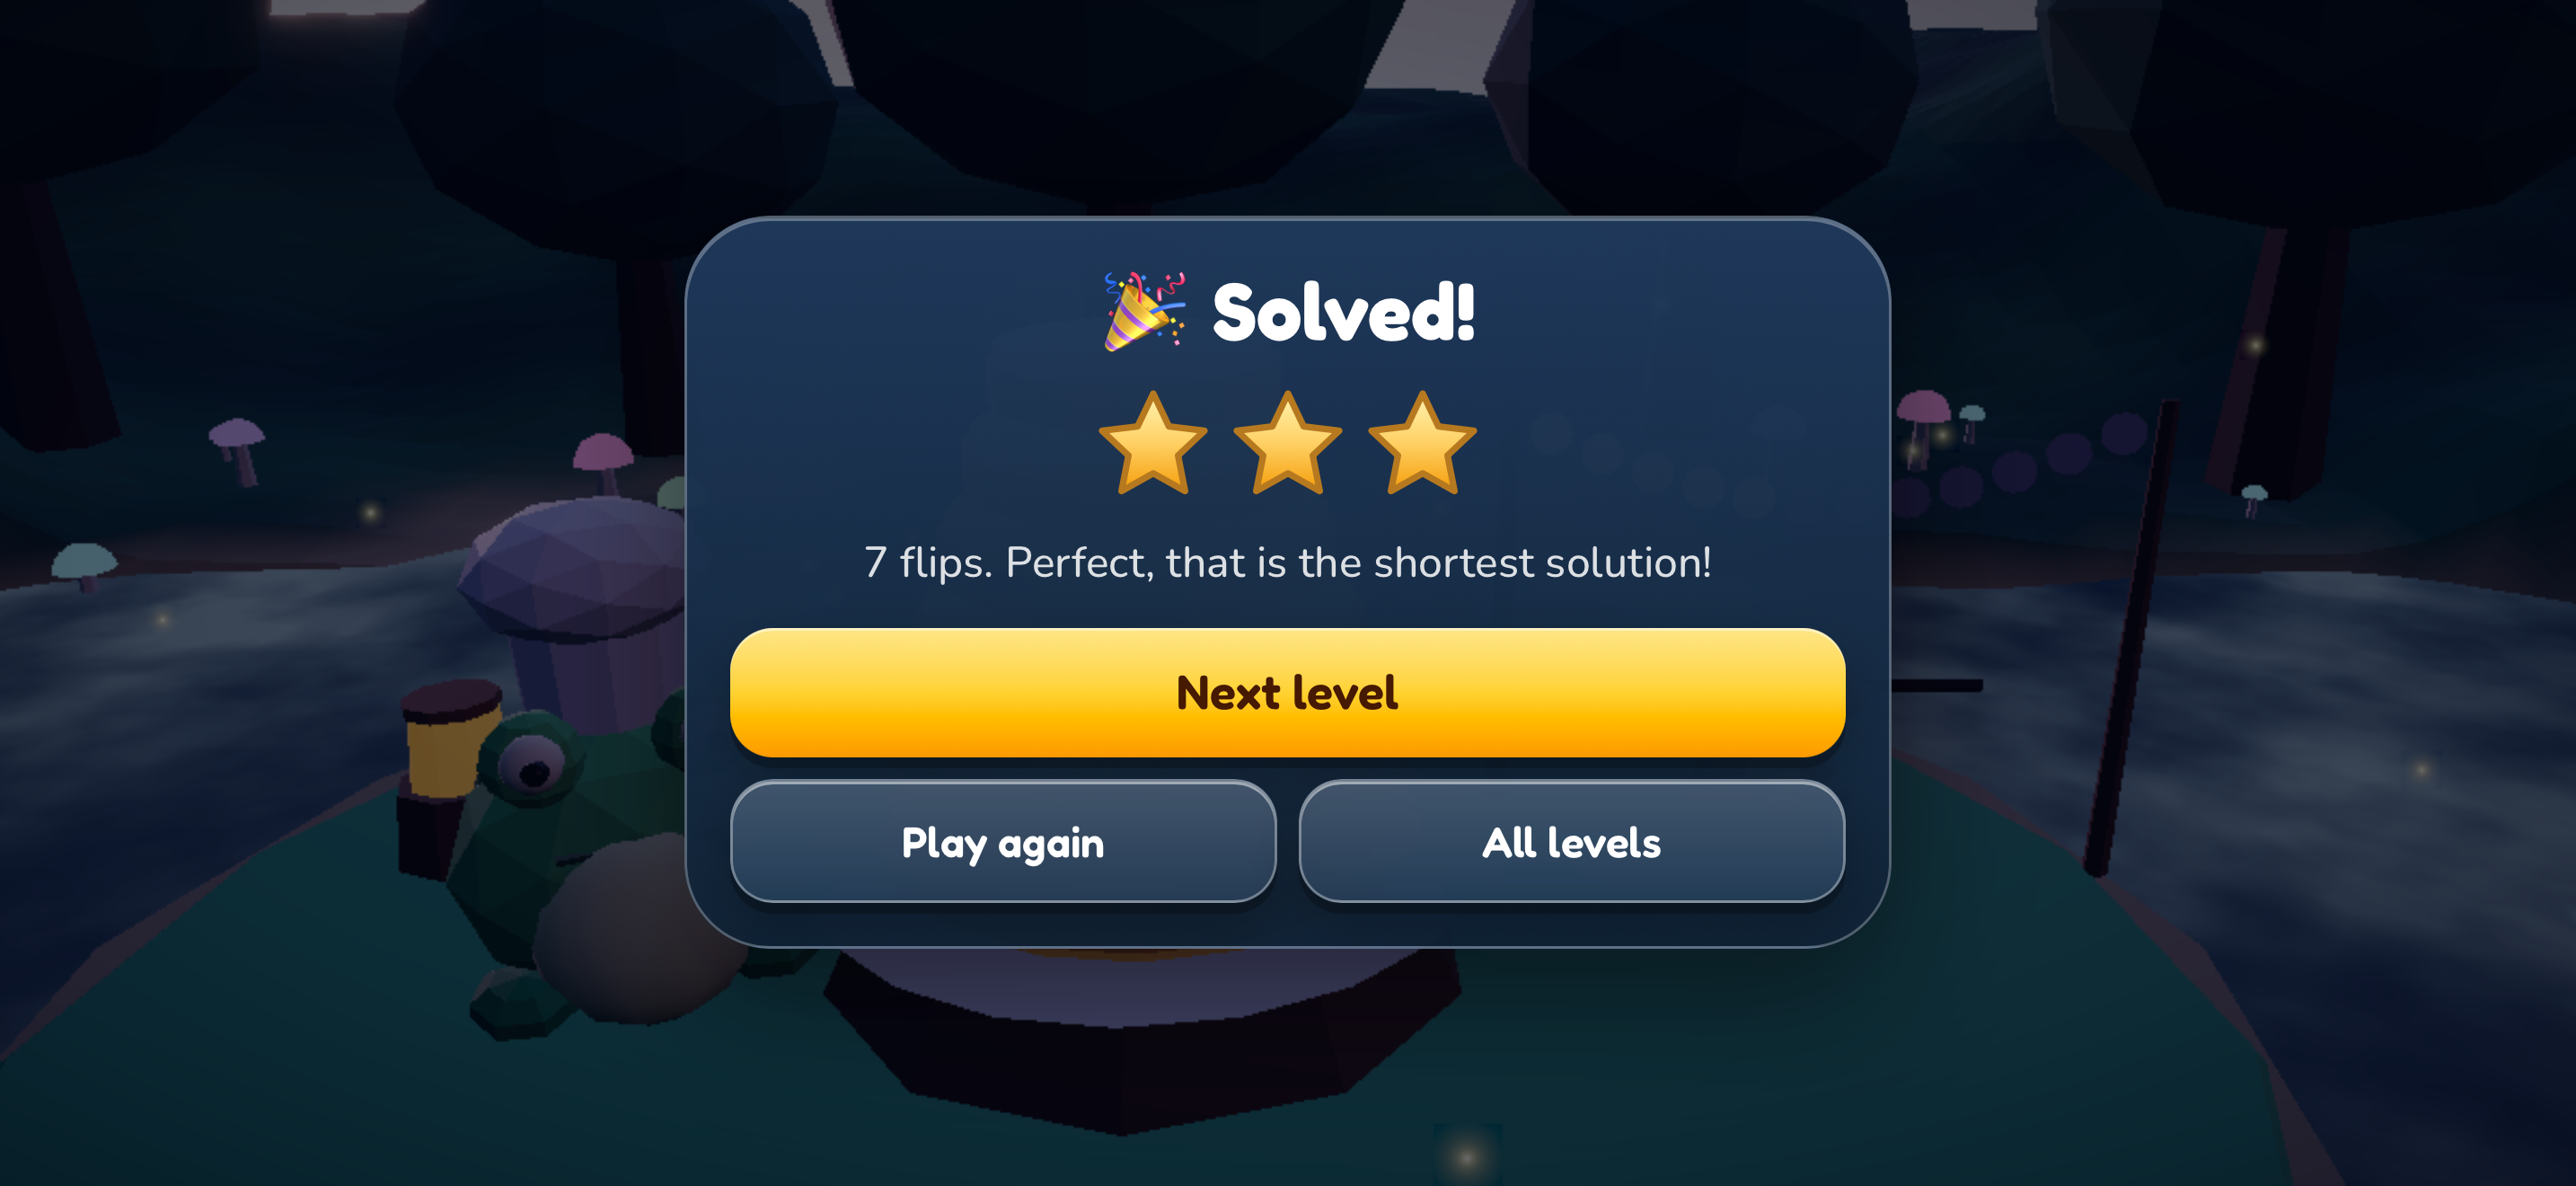 🎉 Solved!
7 flips. Perfect, that is the shortest solution!
Next level
Play again
All levels